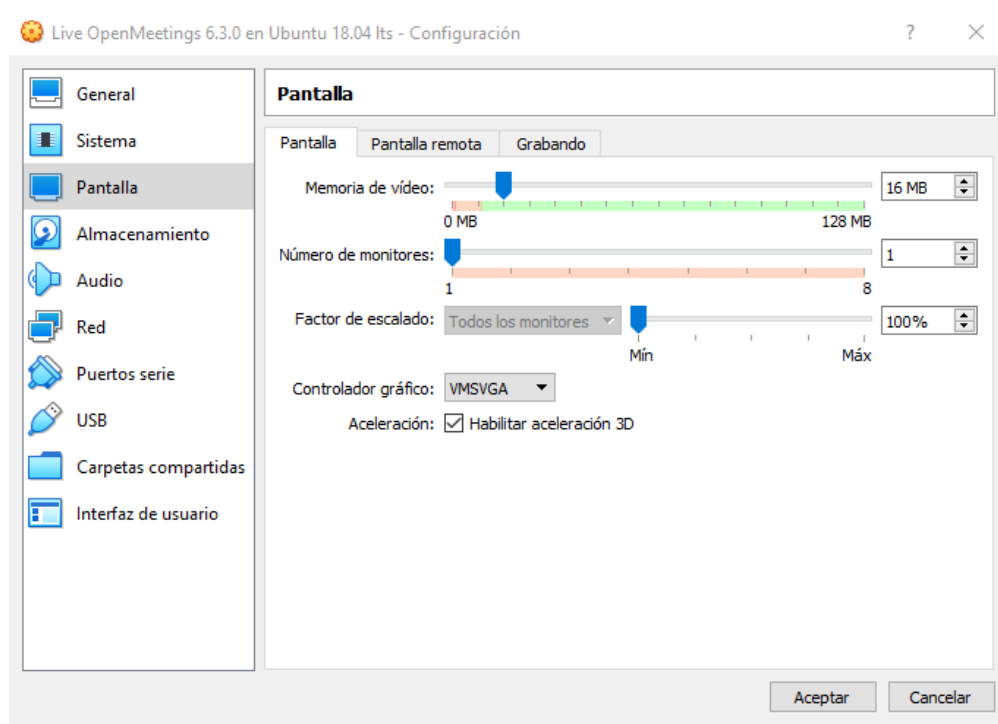 Live OpenMeetings 6.3.0 en Ubuntu 18.04 lts - Configuración ?
General
Sistema
Pantalla
Almacenamiento
Audio
Red
Puertos serie
USB
Carpetas compartidas
Interfaz de usuario
Pantalla
Pantalla Pantalla remota Grabando
Memoria de vídeo: 16 MB
0 MB 128 MB
Número de monitores: 1
1 8
Factor de escalado: Todos los monitores 100%
Mín Máx
Controlador gráfico: VMSVGA
Aceleración: Habilitar aceleración 3D
Aceptar Cancelar